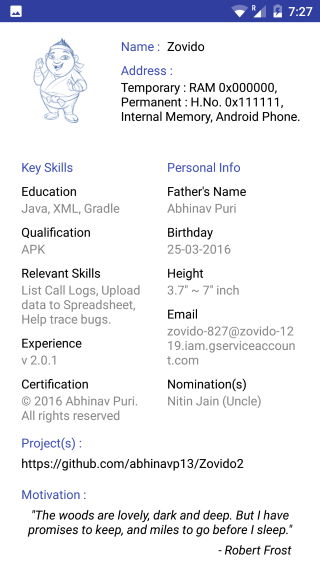 R 7:27
Name : Zovido
Address :
Temporary : RAM 0x000000,
Permanent : H.No. 0x111111,
Internal Memory, Android Phone.
Key Skills
Education
Java, XML, Gradle
Qualification
APK
Relevant Skills
List Call Logs, Upload
data to Spreadsheet,
Help trace bugs.
Experience
v 2.0.1
Certification
© 2016 Abhinav Puri.
All rights reserved
Personal Info
Father's Name
Abhinav Puri
Birthday
25-03-2016
Height
3.7" ~ 7" inch
Email
zovido-827@zovido-12
19.iam.gserviceaccoun
t.com
Nomination(s)
Nitin Jain (Uncle)
Project(s) :
https://github.com/abhinavp13/Zovido2
Motivation :
"The woods are lovely, dark and deep. But I have
promises to keep, and miles to go before I sleep."
- Robert Frost